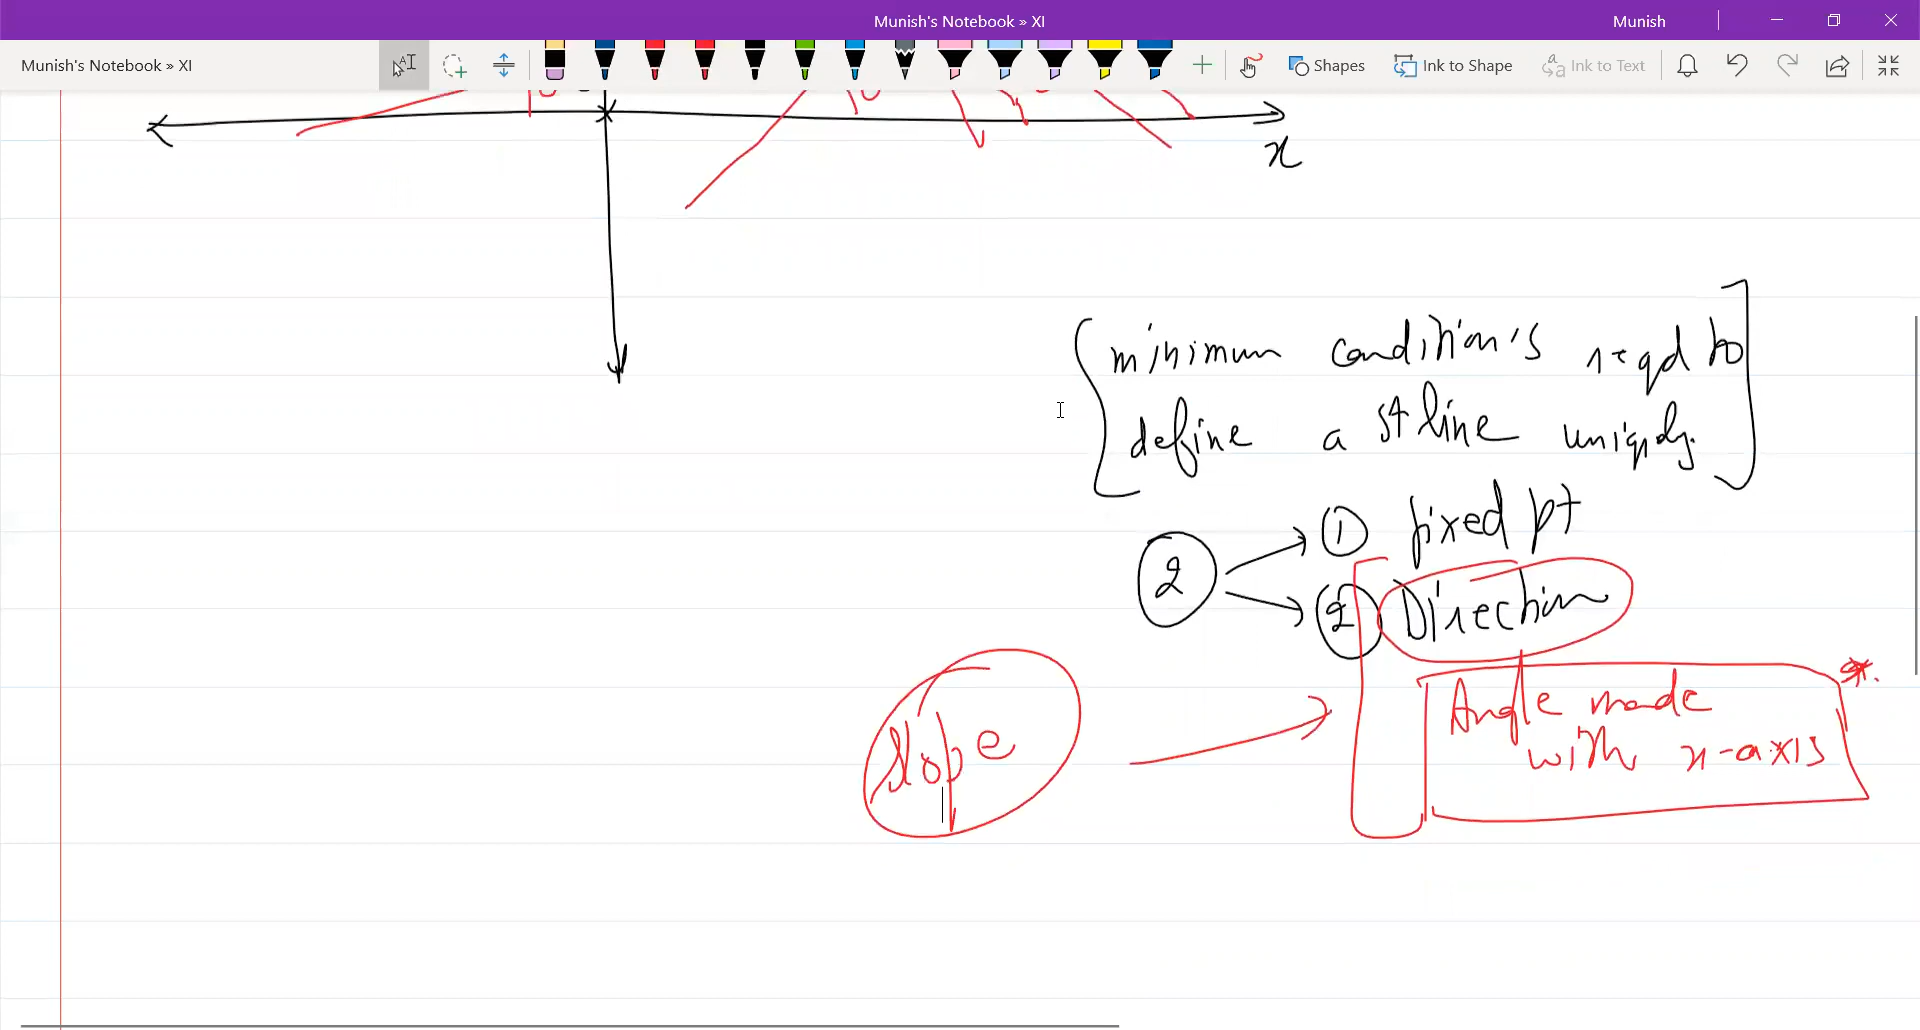 Munish's Notebook » XI
Munish
Munish's Notebook » XI
Shapes
Ink to Shape
Ink to Text
x
minimum condition's reqd to
define a st line uniqely.
2
① fixed pt
② Direction
Angle made
with x-axis
Slope